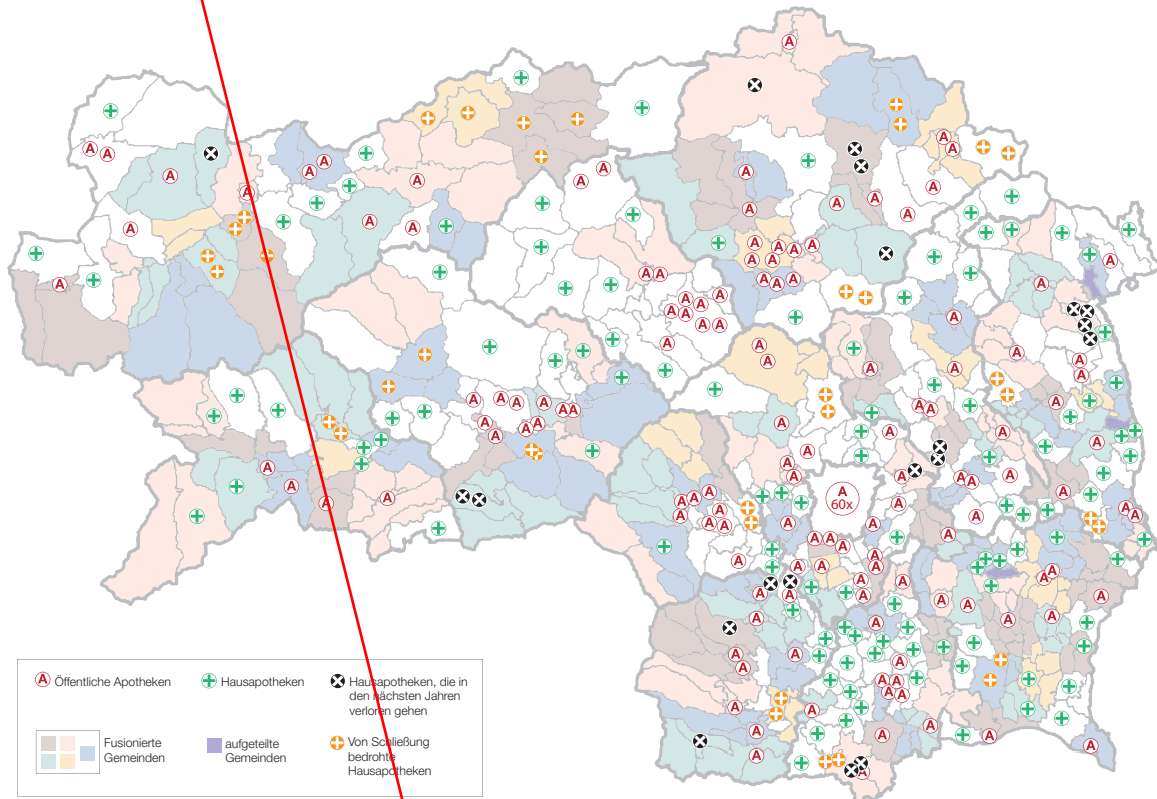 A
60x
A Öffentliche Apotheken
Hausapotheken
Hausapotheken, die in
den nächsten Jahren
verloren gehen
Fusionierte
Gemeinden
aufgeteilte
Gemeinden
Von Schließung
bedrohte
Hausapotheken